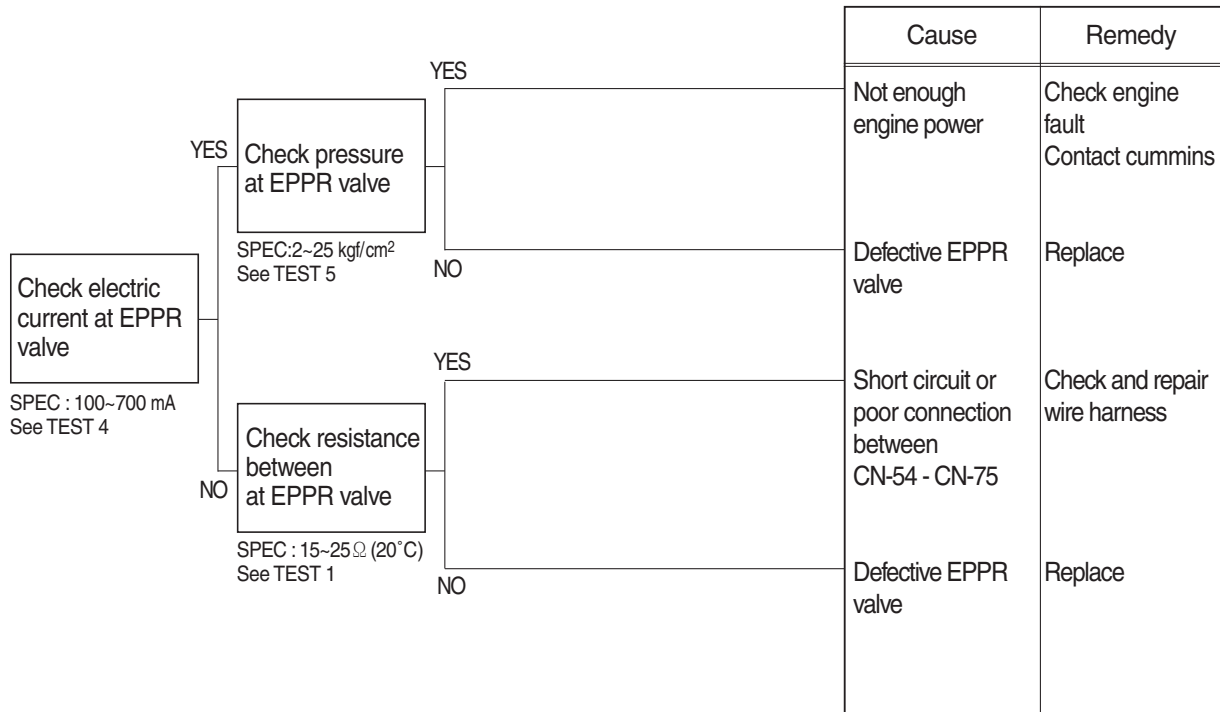 Cause
Remedy
YES
Not enough
engine power
Check engine
fault
Contact cummins
YES
Check pressure
at EPPR valve
SPEC:2~25 kgf/cm²
See TEST 5
NO
Defective EPPR
valve
Replace
Check electric
current at EPPR
valve
SPEC : 100~700 mA
See TEST 4
YES
Short circuit or
poor connection
between
CN-54 - CN-75
Check and repair
wire harness
NO
Check resistance
between
at EPPR valve
SPEC : 15~25Ω (20°C)
See TEST 1
NO
Defective EPPR
valve
Replace